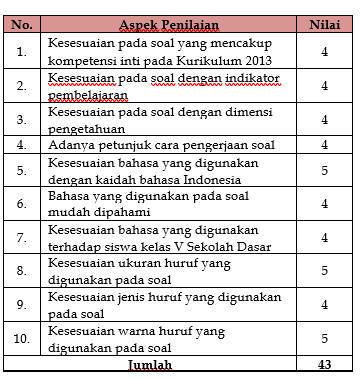 No. Aspek Penilaian Nilai
1. Kesesuaian pada soal yang mencakup
kompetensi inti pada Kurikulum 2013 4
2. Kesesuaian pada soal dengan indikator
pembelajaran 4
3. Kesesuaian pada soal dengan dimensi
pengetahuan 4
4. Adanya petunjuk cara pengerjaan soal 4
5. Kesesuaian bahasa yang digunakan
dengan kaidah bahasa Indonesia 5
6. Bahasa yang digunakan pada soal
mudah dipahami 4
7. Kesesuaian bahasa yang digunakan
terhadap siswa kelas V Sekolah Dasar 4
8. Kesesuaian ukuran huruf yang
digunakan pada soal 5
9. Kesesuaian jenis huruf yang digunakan
pada soal 4
10. Kesesuaian warna huruf yang
digunakan pada soal 5
Jumlah 43